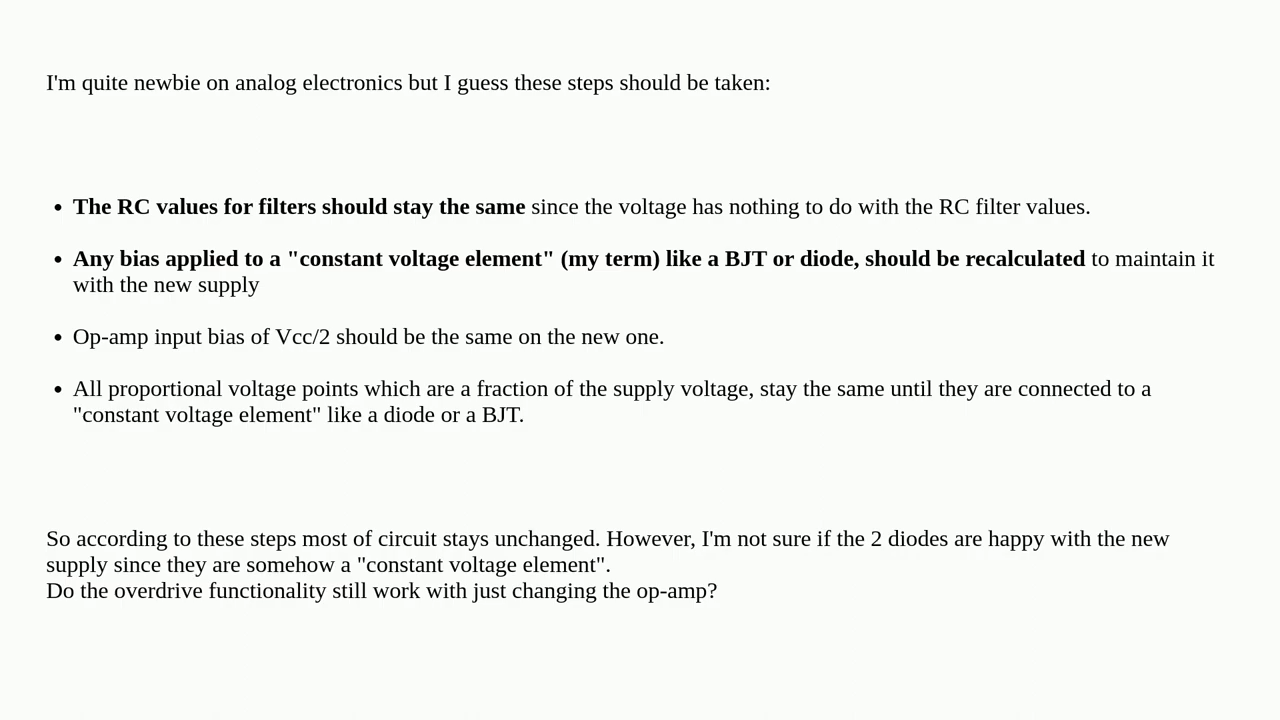 I'm quite newbie on analog electronics but I guess these steps should be taken:
• The RC values for filters should stay the same since the voltage has nothing to do with the RC filter values.
• Any bias applied to a "constant voltage element" (my term) like a BJT or diode, should be recalculated to maintain it
with the new supply
• Op-amp input bias of Vcc/2 should be the same on the new one.
• All proportional voltage points which are a fraction of the supply voltage, stay the same until they are connected to a
"constant voltage element" like a diode or a BJT.
So according to these steps most of circuit stays unchanged. However, I'm not sure if the 2 diodes are happy with the new
supply since they are somehow a "constant voltage element".
Do the overdrive functionality still work with just changing the op-amp?